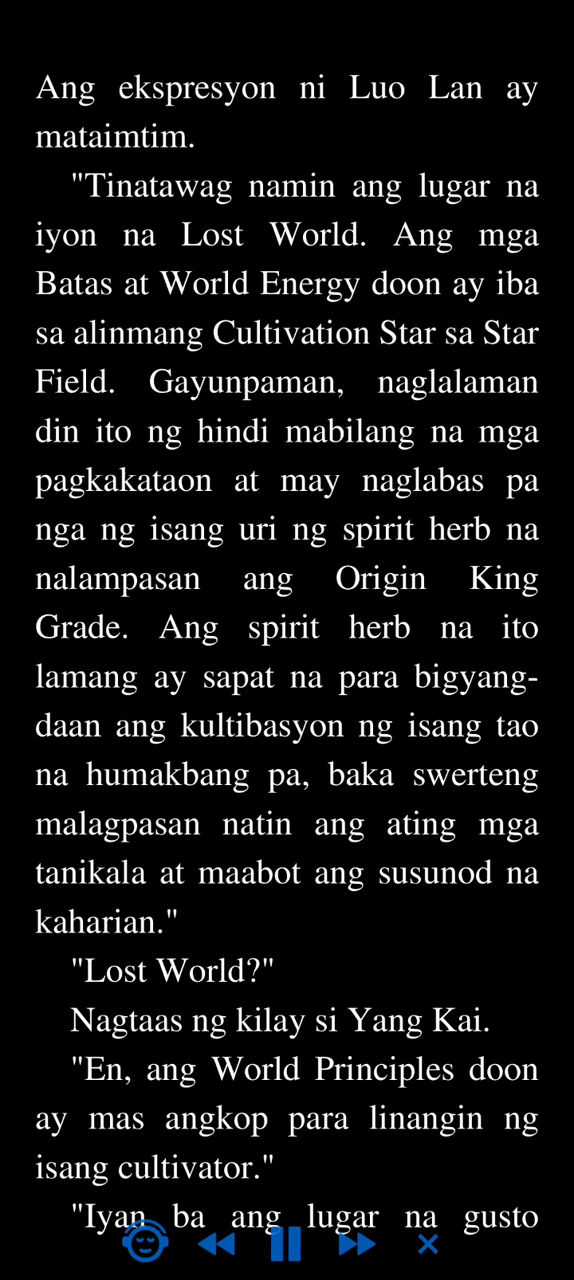 Ang ekspresyon ni Luo Lan ay
mataimtim.
"Tinatawag namin ang lugar na
iyon na Lost World. Ang mga
Batas at World Energy doon ay iba
sa alinmang Cultivation Star sa Star
Field. Gayunpaman, naglalaman
din ito ng hindi mabilang na mga
pagkakataon at may naglabas pa
nga ng isang uri ng spirit herb na
nalampasan ang Origin King
Grade. Ang spirit herb na ito
lamang ay sapat na para bigyang-
daan ang kultibasyon ng isang tao
na humakbang pa, baka swerteng
malagpasan natin ang ating mga
tanikala at maabot ang susunod na
kaharian."
"Lost World?"
Nagtaas ng kilay si Yang Kai.
"En, ang World Principles doon
ay mas angkop para linangin ng
isang cultivator."
"Iyan ba ang lugar na gusto